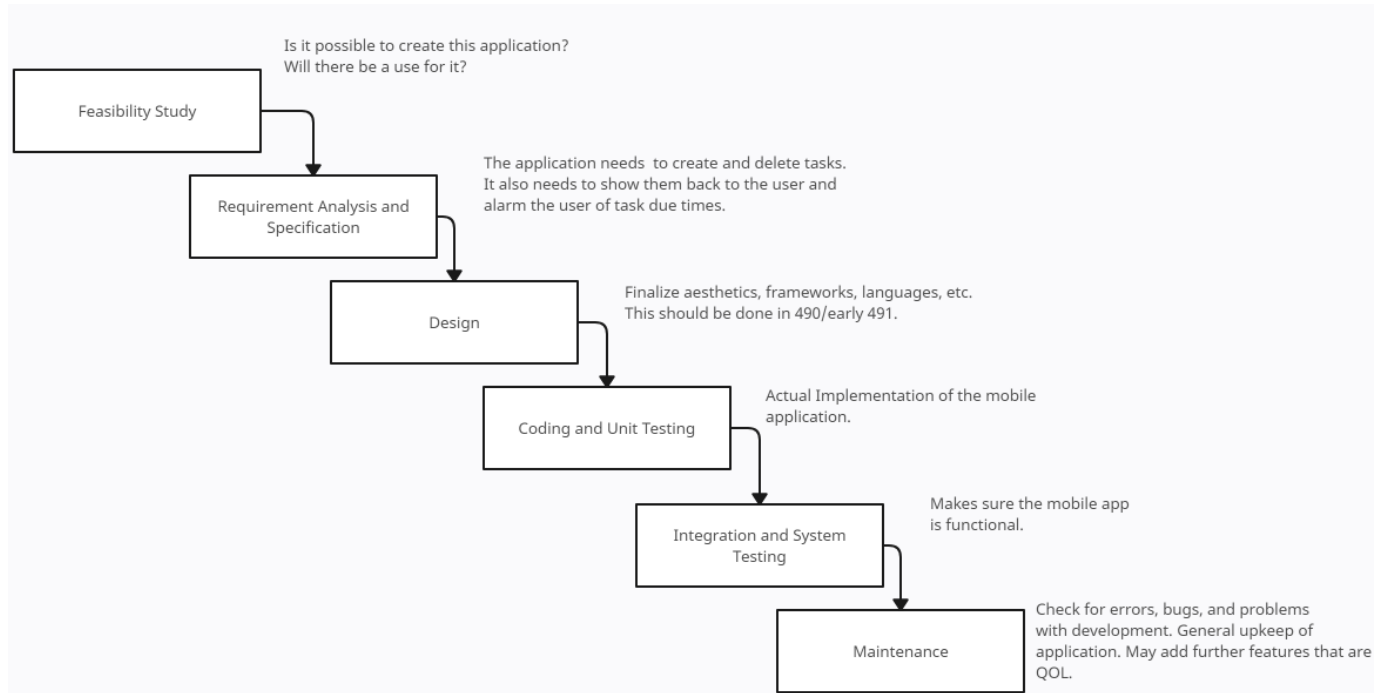 Is it possible to create this application?
Will there be a use for it?
Feasibility Study
The application needs  to create and delete tasks.
It also needs to show them back to the user and
alarm the user of task due times.
Requirement Analysis and
Specification
Finalize aesthetics, frameworks, languages, etc.
This should be done in 490/early 491.
Design
Actual Implementation of the mobile
application.
Coding and Unit Testing
Makes sure the mobile app
is functional.
Integration and System
Testing
Check for errors, bugs, and problems
with development. General upkeep of
application. May add further features that are
QOL.
Maintenance